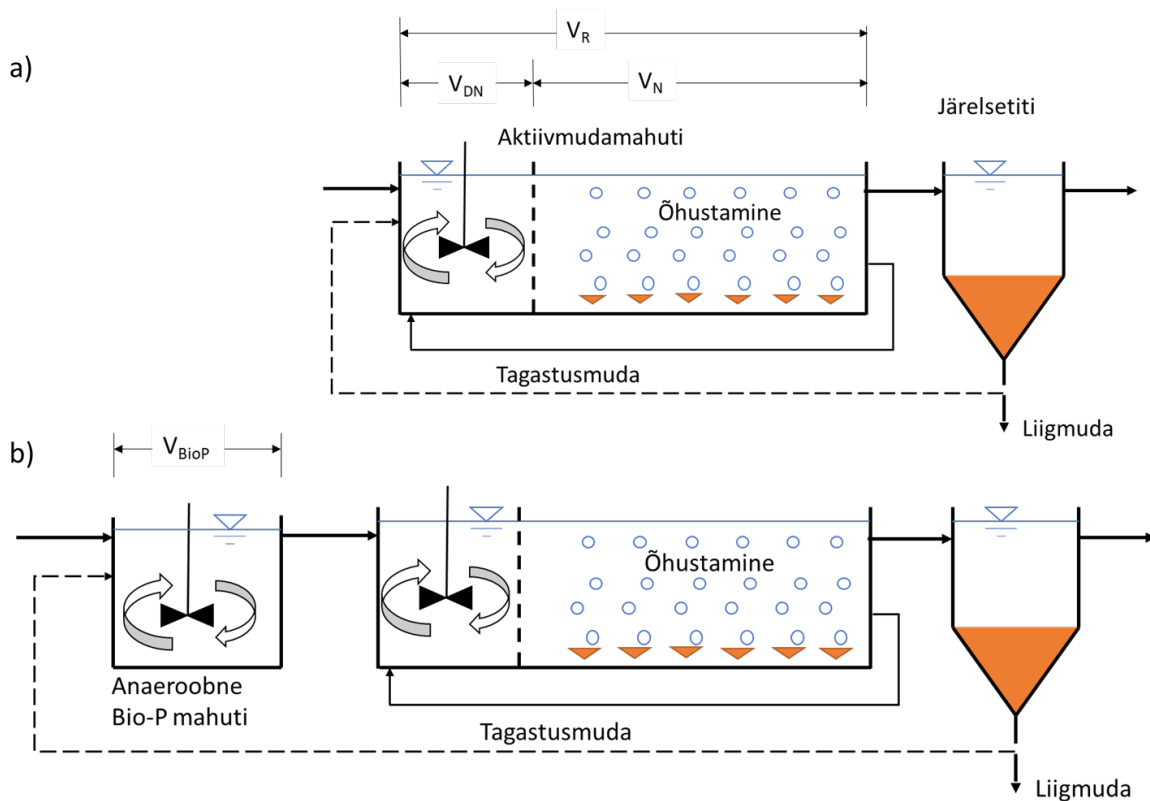 a)
V_R
V_DN
V_N
Järelsetiti
Aktiivmudamahuti
Õhustamine
Tagastusmuda
Liigmuda
b)
V_BioP
Õhustamine
Anaeroobne
Bio-P mahuti
Tagastusmuda
Liigmuda